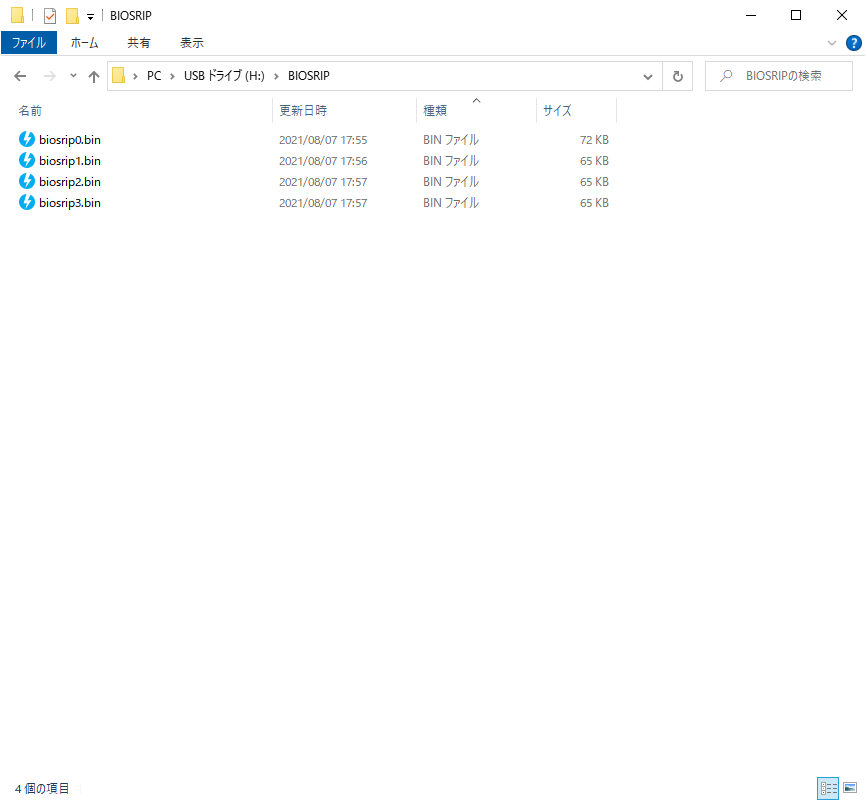 BIOSRIP
ファイル ホーム 共有 表示
PC USB ドライブ (H:) BIOSRIP BIOSRIPの検索
名前 更新日時 種類 サイズ
biosrip0.bin 2021/08/07 17:55 BIN ファイル 72 KB
biosrip1.bin 2021/08/07 17:56 BIN ファイル 65 KB
biosrip2.bin 2021/08/07 17:57 BIN ファイル 65 KB
biosrip3.bin 2021/08/07 17:57 BIN ファイル 65 KB
4 個の項目